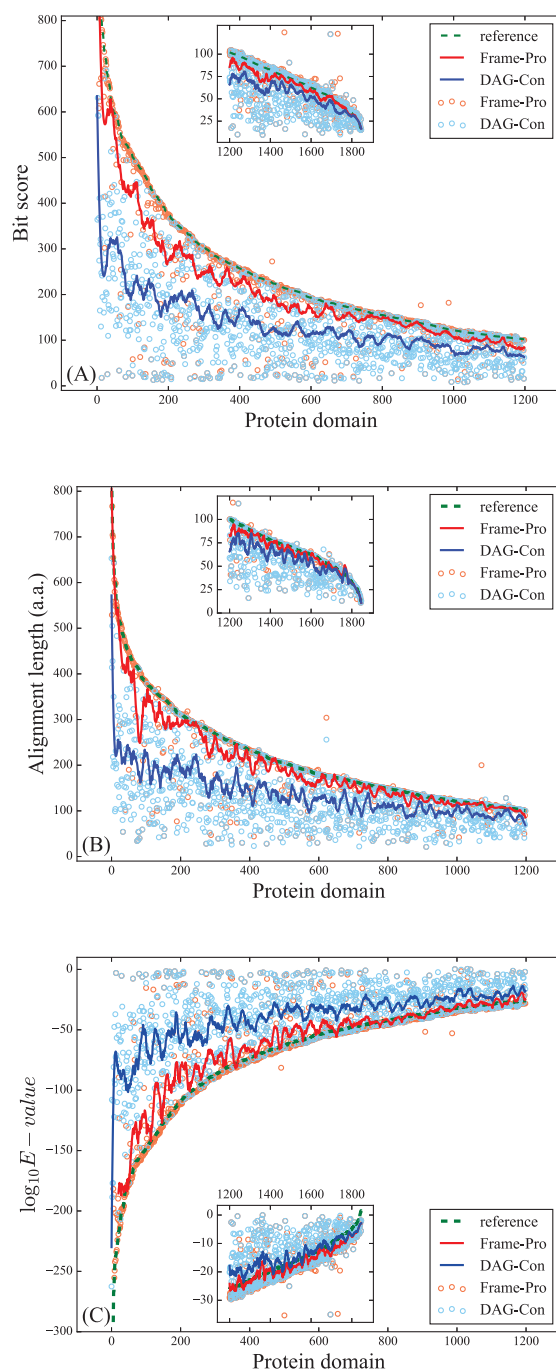 800
700
600
500
400
300
200
100
0
Bit score
(A)
0 200 400 600 800 1000 1200
Protein domain
100
75
50
25
1200 1400 1600 1800
reference
Frame-Pro
DAG-Con
Frame-Pro
DAG-Con
800
700
600
500
400
300
200
100
0
Alignment length (a.a.)
(B)
0 200 400 600 800 1000 1200
Protein domain
100
75
50
25
0
1200 1400 1600 1800
reference
Frame-Pro
DAG-Con
Frame-Pro
DAG-Con
0
−50
−100
−150
−200
−250
−300
log₁₀E − value
(C)
0 200 400 600 800 1000 1200
Protein domain
1200 1400 1600 1800
0
−10
−20
−30
reference
Frame-Pro
DAG-Con
Frame-Pro
DAG-Con